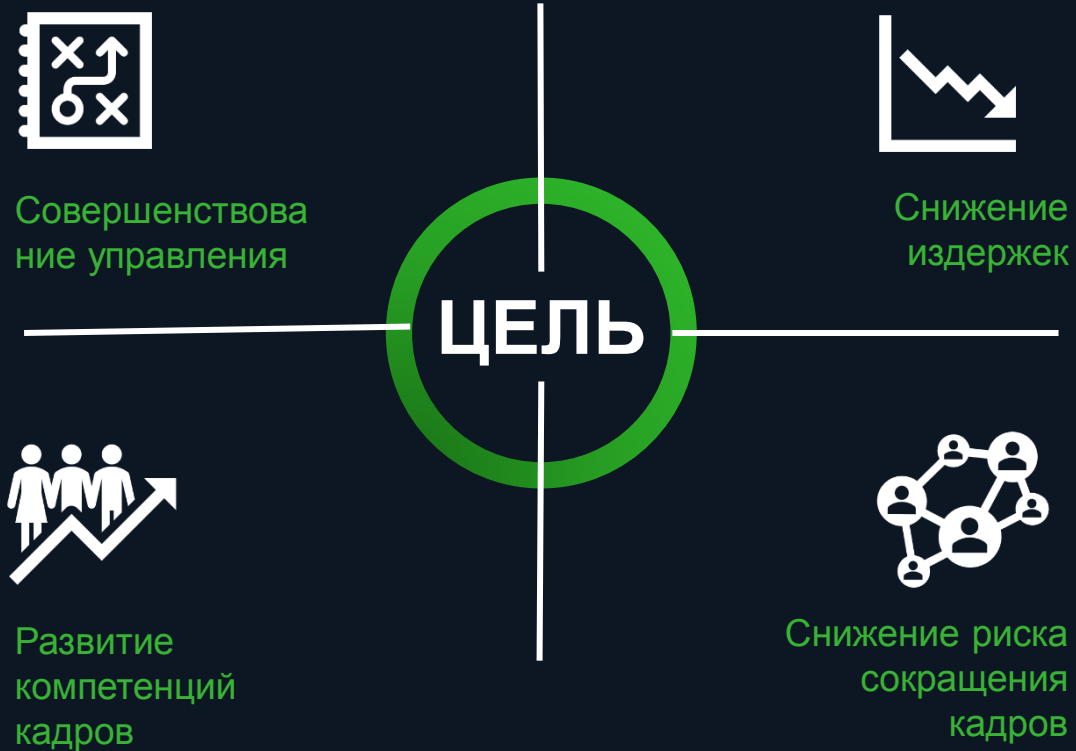 Совершенствова
ние управления
Снижение
издержек
ЦЕЛЬ
Развитие
компетенций
кадров
Снижение риска
сокращения
кадров